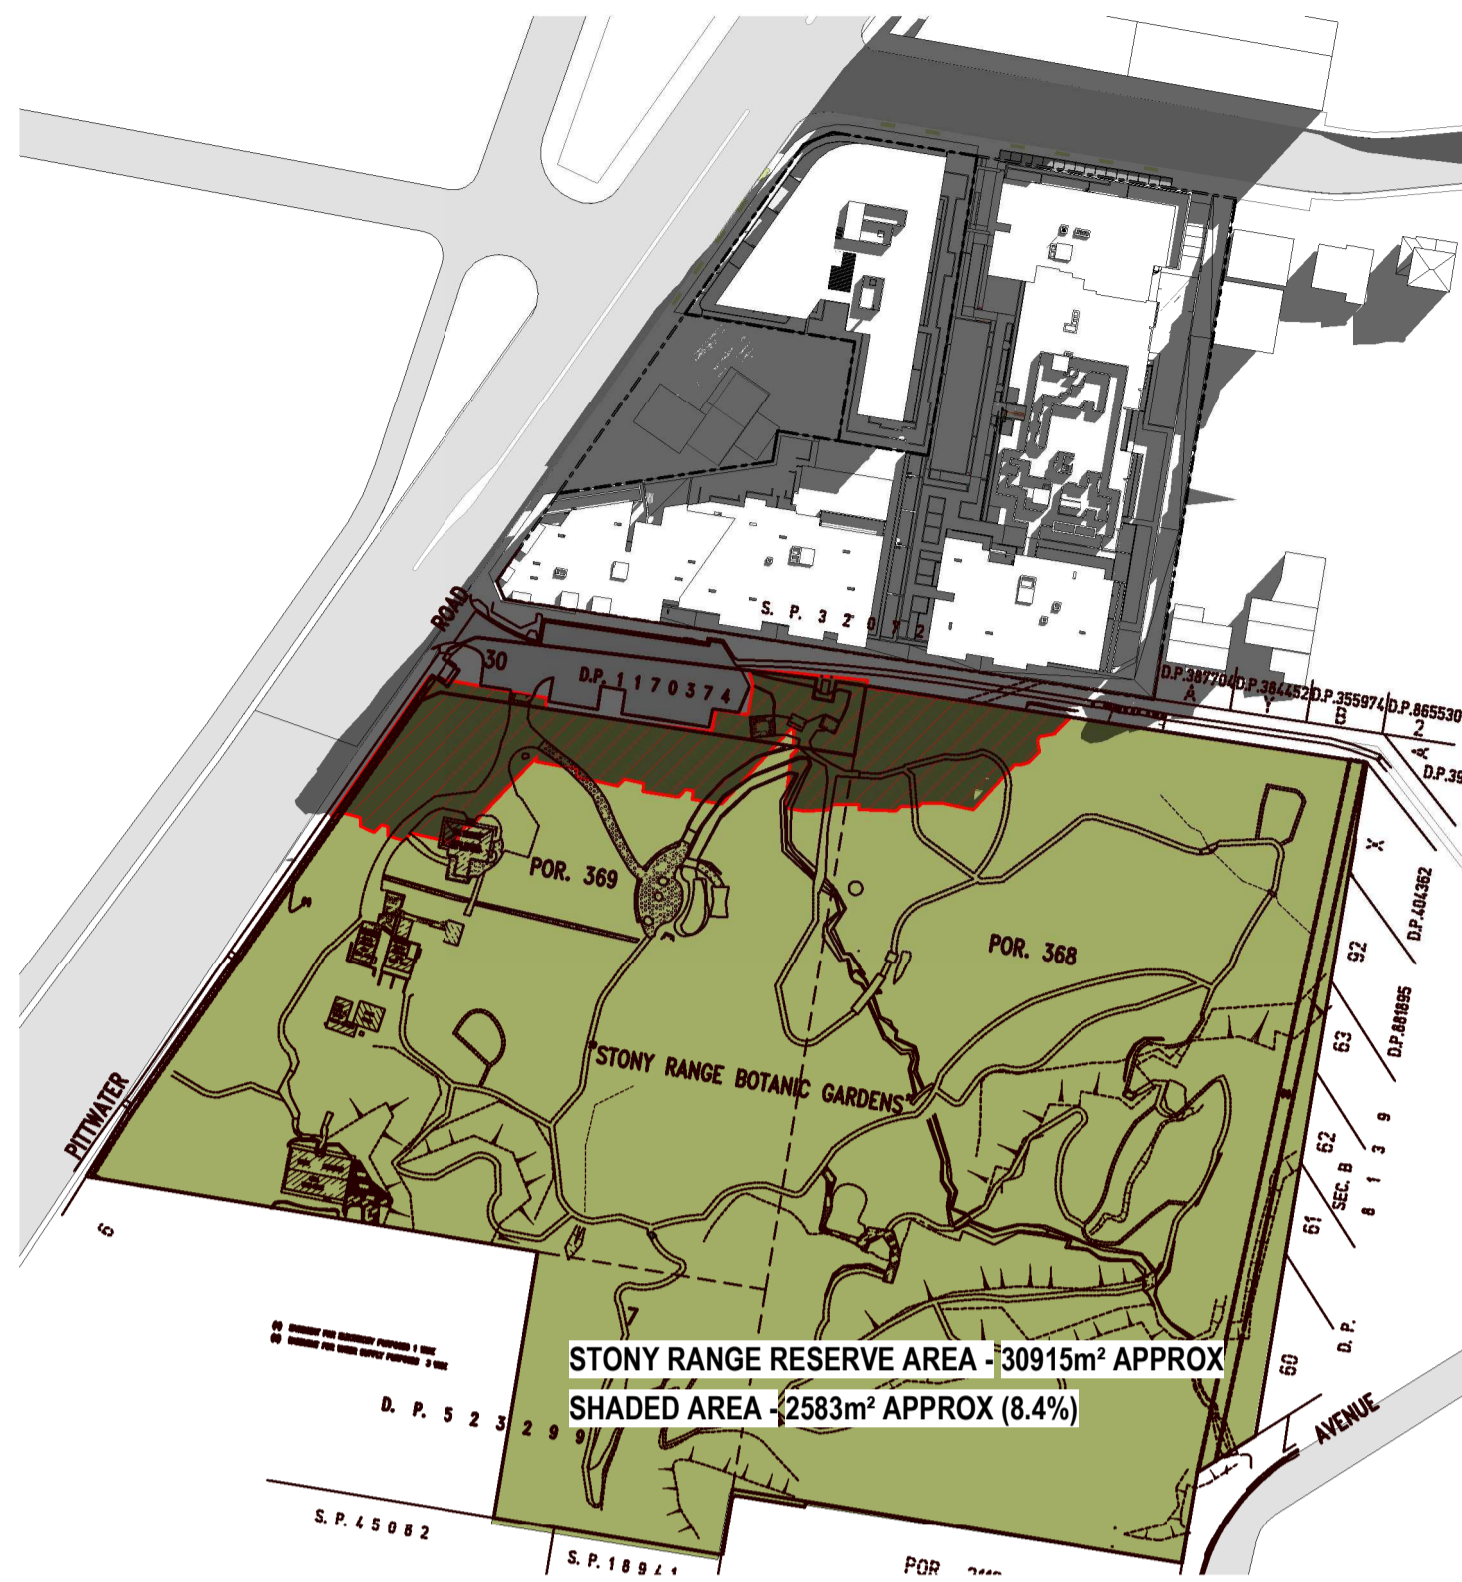 ROAD
S. P. 3 2 0 7 2
30
D.P. 1 1 7 0 3 7 4
D.P.387704
A
D.P.384452
Y
D.P.355974
B
D.P.865530
2
A
D.P.39
X
D.P.404362
POR. 369
POR. 368
92
D.P.881895
63
"STONY RANGE BOTANIC GARDENS"
PITTWATER
62
SEC. B
8 1 3 9
61
6
7
D. P.
60
STONY RANGE RESERVE AREA - 30915m² APPROX
SHADED AREA - 2583m² APPROX (8.4%)
D. P. 5 2 3 2 9 9
AVENUE
S. P. 4 5 0 8 2
S. P. 1 8 9 4 1
POR.